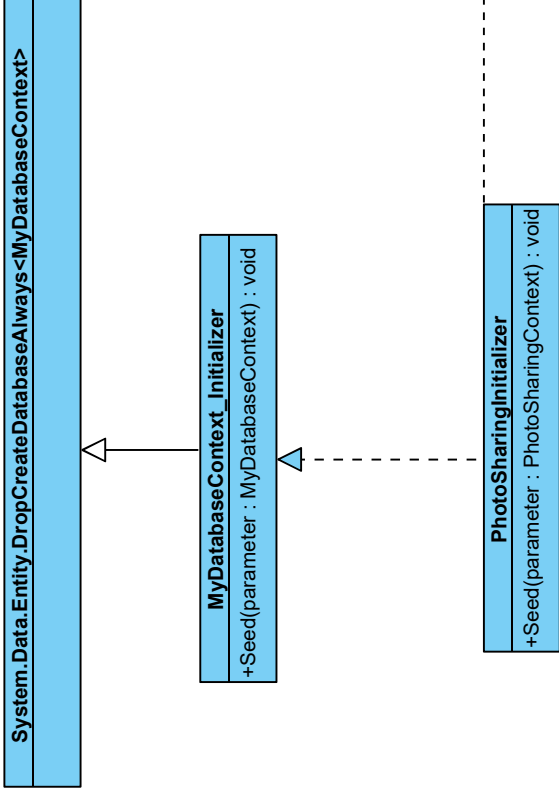 System.Data.Entity.DropCreateDatabaseAlways<MyDatabaseContext>
MyDatabaseContext_Initializer
+Seed(parameter : MyDatabaseContext) : void
PhotoSharingInitializer
+Seed(parameter : PhotoSharingContext) : void